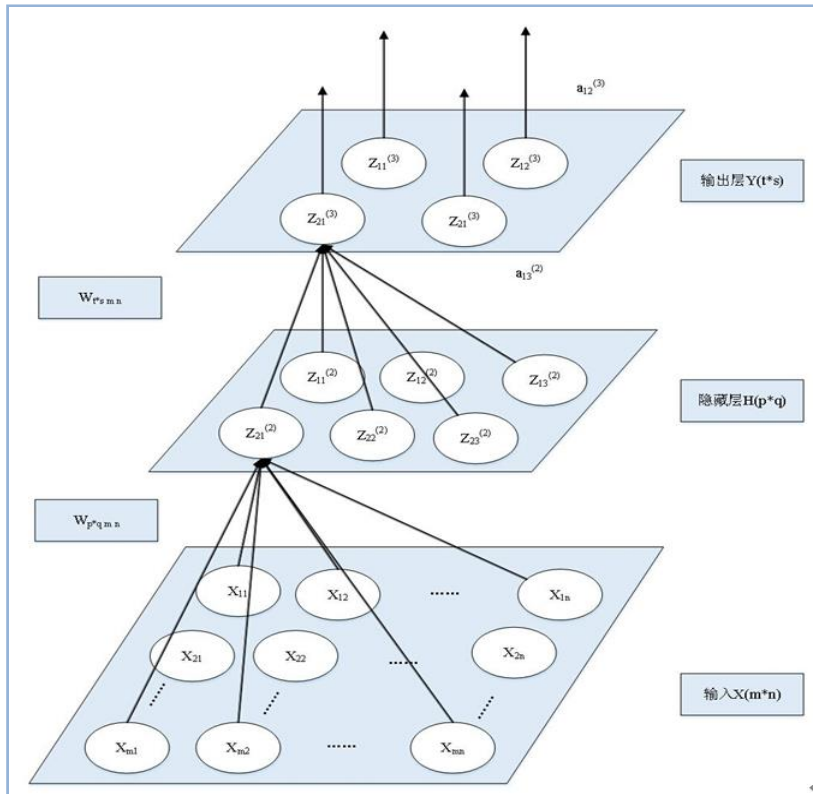 a₁₂⁽³⁾
Z₁₁⁽³⁾ Z₁₂⁽³⁾
输出层Y(t*s)
Z₂₁⁽³⁾ Z₂₁⁽³⁾
a₁₃⁽²⁾
Wₜ*ₛ ₘ ₙ
Z₁₁⁽²⁾ Z₁₂⁽²⁾ Z₁₃⁽²⁾
隐藏层H(p*q)
Z₂₁⁽²⁾ Z₂₂⁽²⁾ Z₂₃⁽²⁾
W_p*q m n
X₁₁ X₁₂ ...... X₁ₙ
X₂₁ X₂₂ ...... X₂ₙ
...... ...... ......
输入X(m*n)
Xₘ₁ Xₘ₂ ...... Xₘₙ